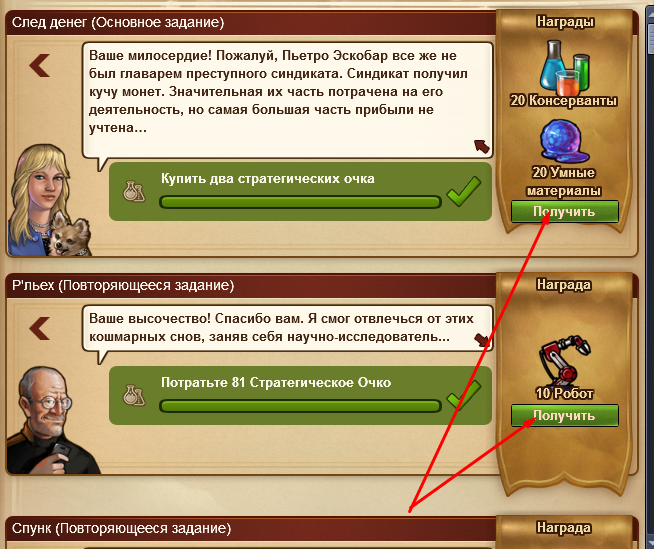 След денег (Основное задание)
Награды
Ваше милосердие! Пожалуй, Пьетро Эскобар все же не
был главарем преступного синдиката. Синдикат получил
кучу монет. Значительная их часть потрачена на его
деятельность, но самая большая часть прибыли не
учтена...
20 Консерванты
Купить два стратегических очка
20 Умные
материалы
Получить
Р'льех (Повторяющееся задание)
Награда
Ваше высочество! Спасибо вам. Я смог отвлечься от этих
кошмарных снов, заняв себя научно-исследователь...
Потратьте 81 Стратегическое Очко
10 Робот
Получить
Спунк (Повторяющееся задание)
Награда